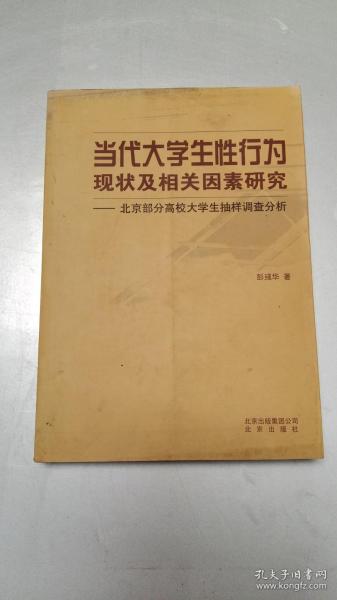 当代大学生性行为
现状及相关因素研究
——北京部分高校大学生抽样调查分析
彭彧华 著
北京出版集团公司
北京出版社
孔夫子旧书网
www.kongfz.com